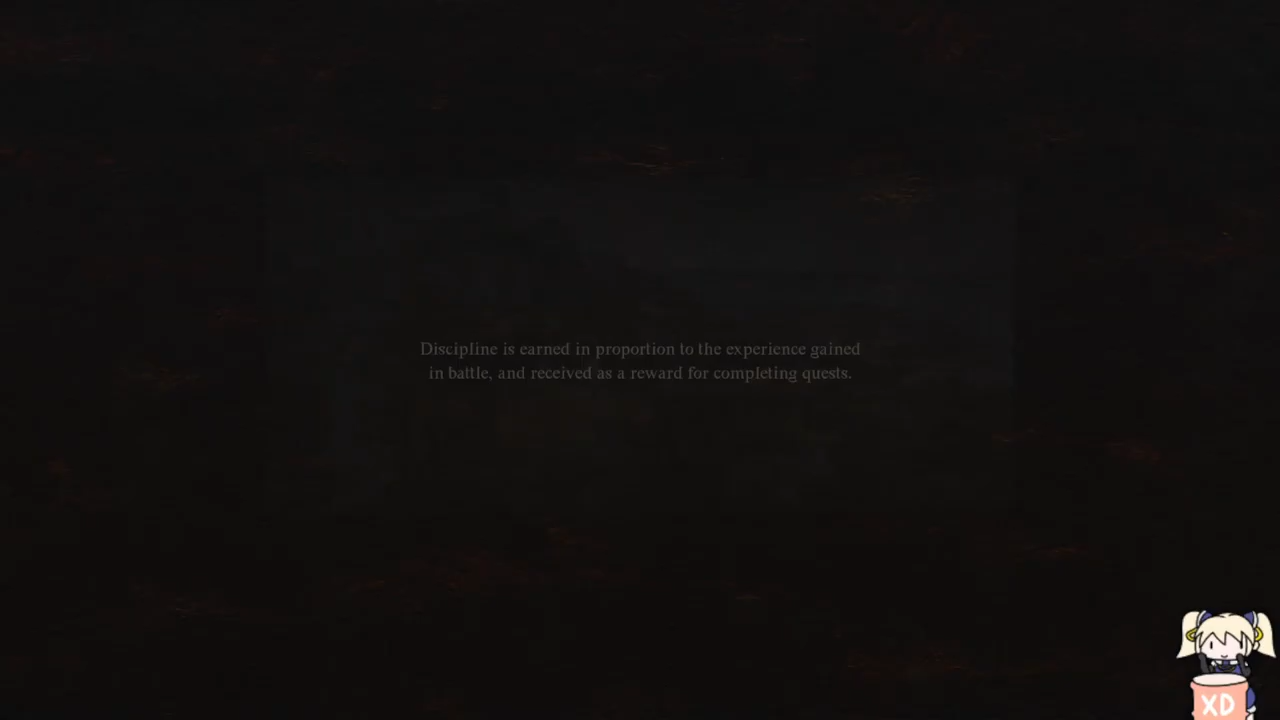 Discipline is earned in proportion to the experience gained
in battle, and received as a reward for completing quests.
XD